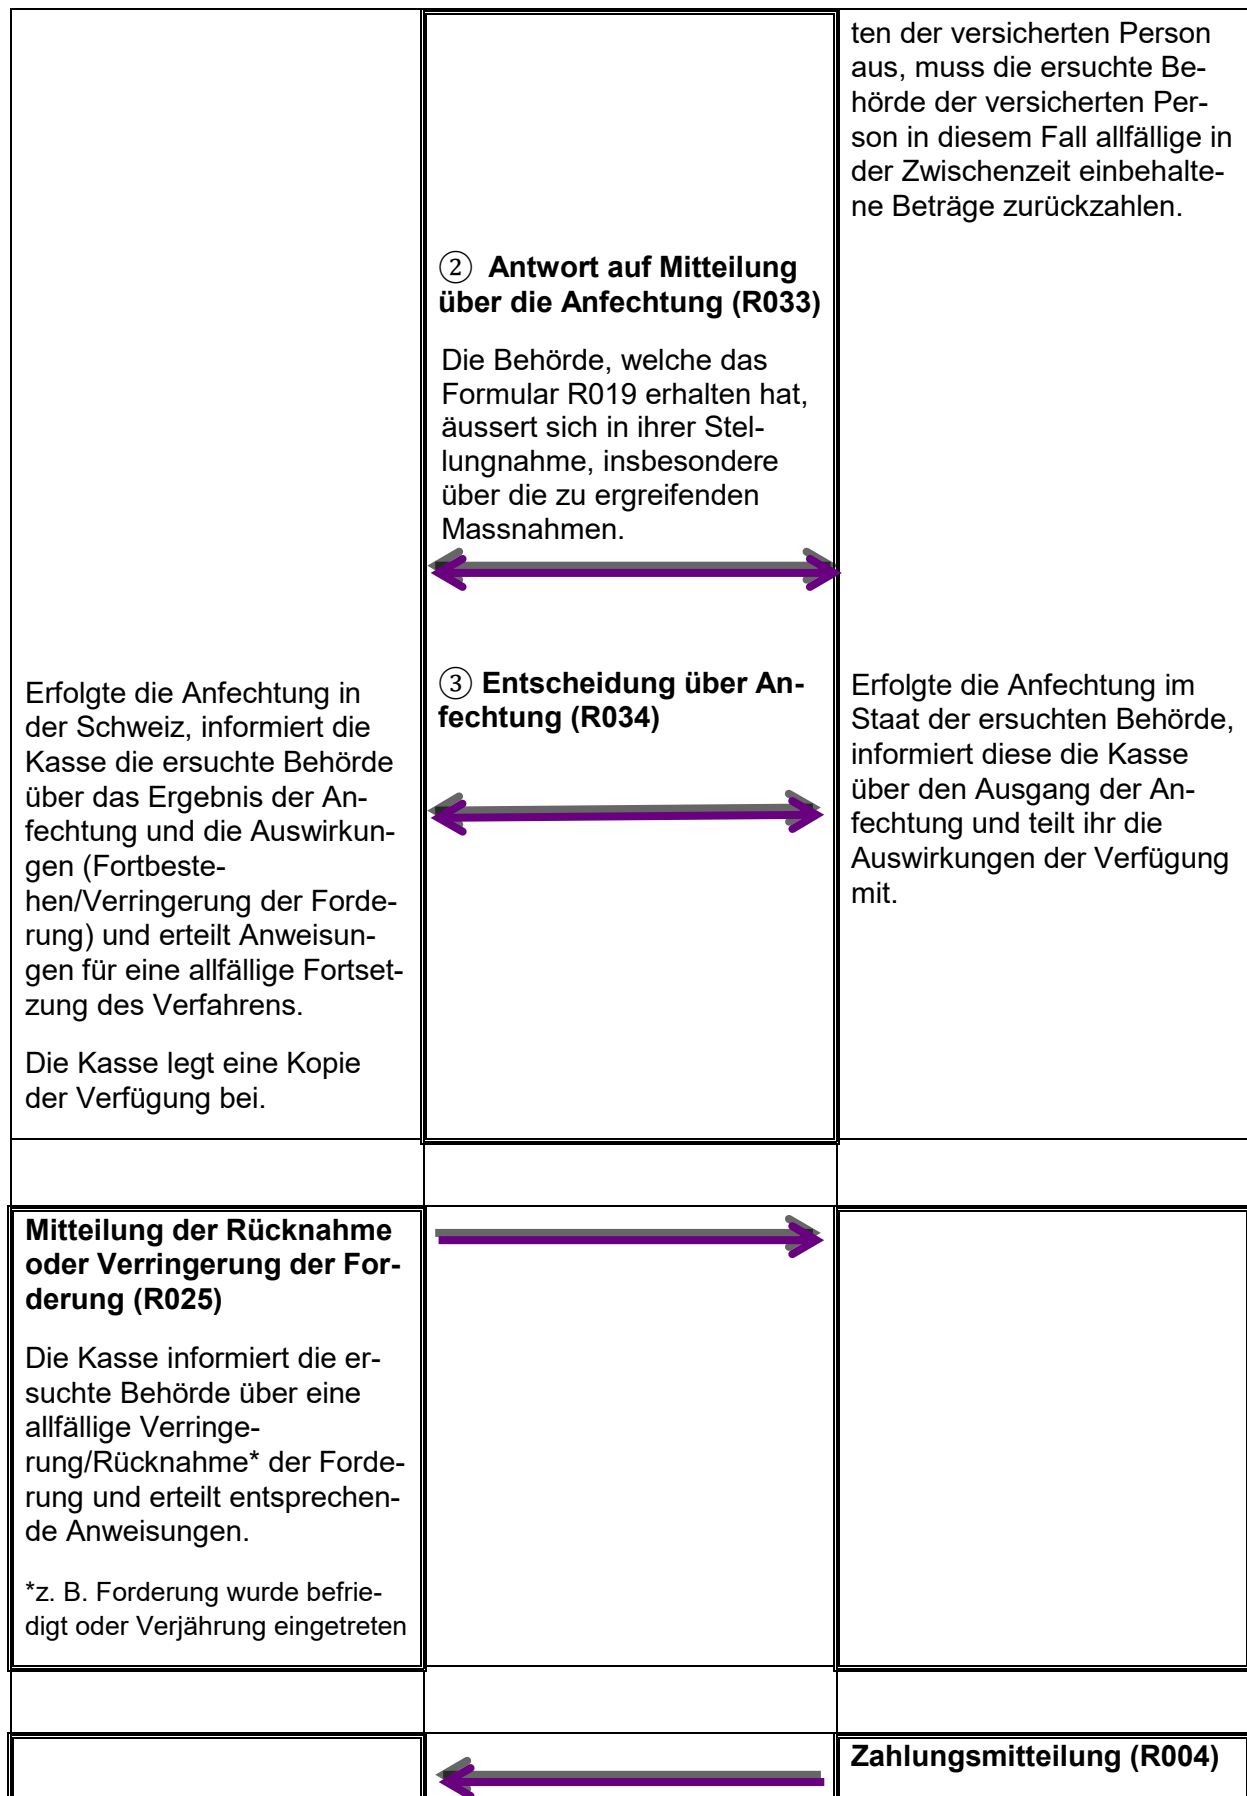 ten der versicherten Person
aus, muss die ersuchte Be-
hörde der versicherten Per-
son in diesem Fall allfällige in
der Zwischenzeit einbehalte-
ne Beträge zurückzahlen.
② Antwort auf Mitteilung
über die Anfechtung (R033)
Die Behörde, welche das
Formular R019 erhalten hat,
äussert sich in ihrer Stel-
lungnahme, insbesondere
über die zu ergreifenden
Massnahmen.
Erfolgte die Anfechtung in
der Schweiz, informiert die
Kasse die ersuchte Behörde
über das Ergebnis der An-
fechtung und die Auswirkun-
gen (Fortbeste-
hen/Verringerung der Forde-
rung) und erteilt Anweisun-
gen für eine allfällige Fortset-
zung des Verfahrens.
Die Kasse legt eine Kopie
der Verfügung bei.
③ Entscheidung über An-
fechtung (R034)
Erfolgte die Anfechtung im
Staat der ersuchten Behörde,
informiert diese die Kasse
über den Ausgang der An-
fechtung und teilt ihr die
Auswirkungen der Verfügung
mit.
Mitteilung der Rücknahme
oder Verringerung der For-
derung (R025)
Die Kasse informiert die er-
suchte Behörde über eine
allfällige Verringe-
rung/Rücknahme* der Forde-
rung und erteilt entsprechen-
de Anweisungen.
*z. B. Forderung wurde befrie-
digt oder Verjährung eingetreten
Zahlungsmitteilung (R004)